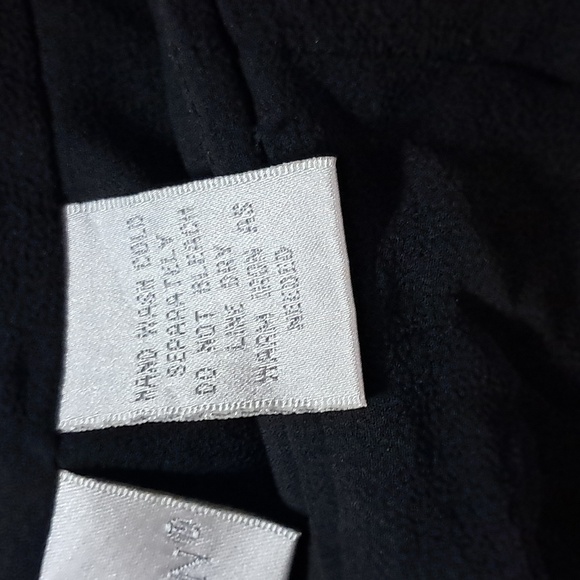 HAND WASH COLD
SEPARATELY
DO NOT BLEACH
LINE DRY
WARM IRON AS
NEEDED